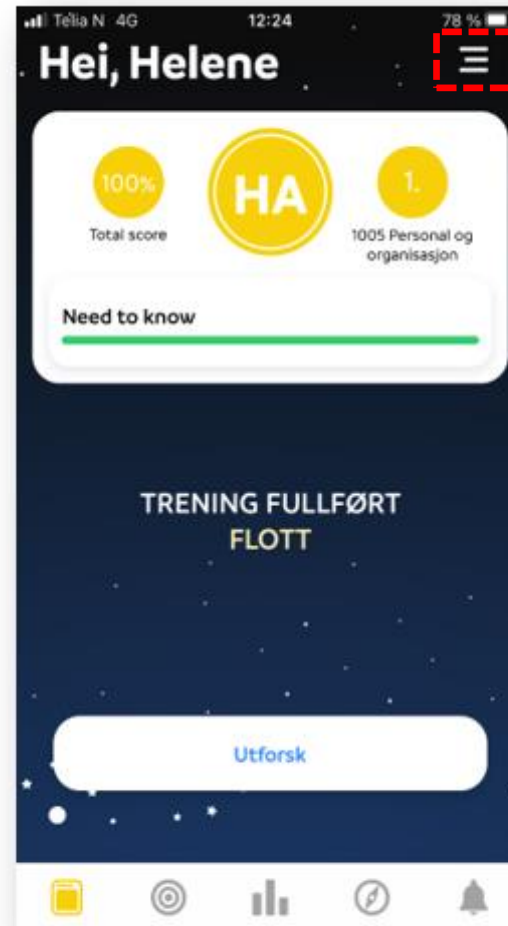 Telia N 4G 12:24 78 %
Hei, Helene
100%
Total score
HA
1.
1005 Personal og
organisasjon
Need to know
TRENING FULLFØRT
FLOTT
Utforsk